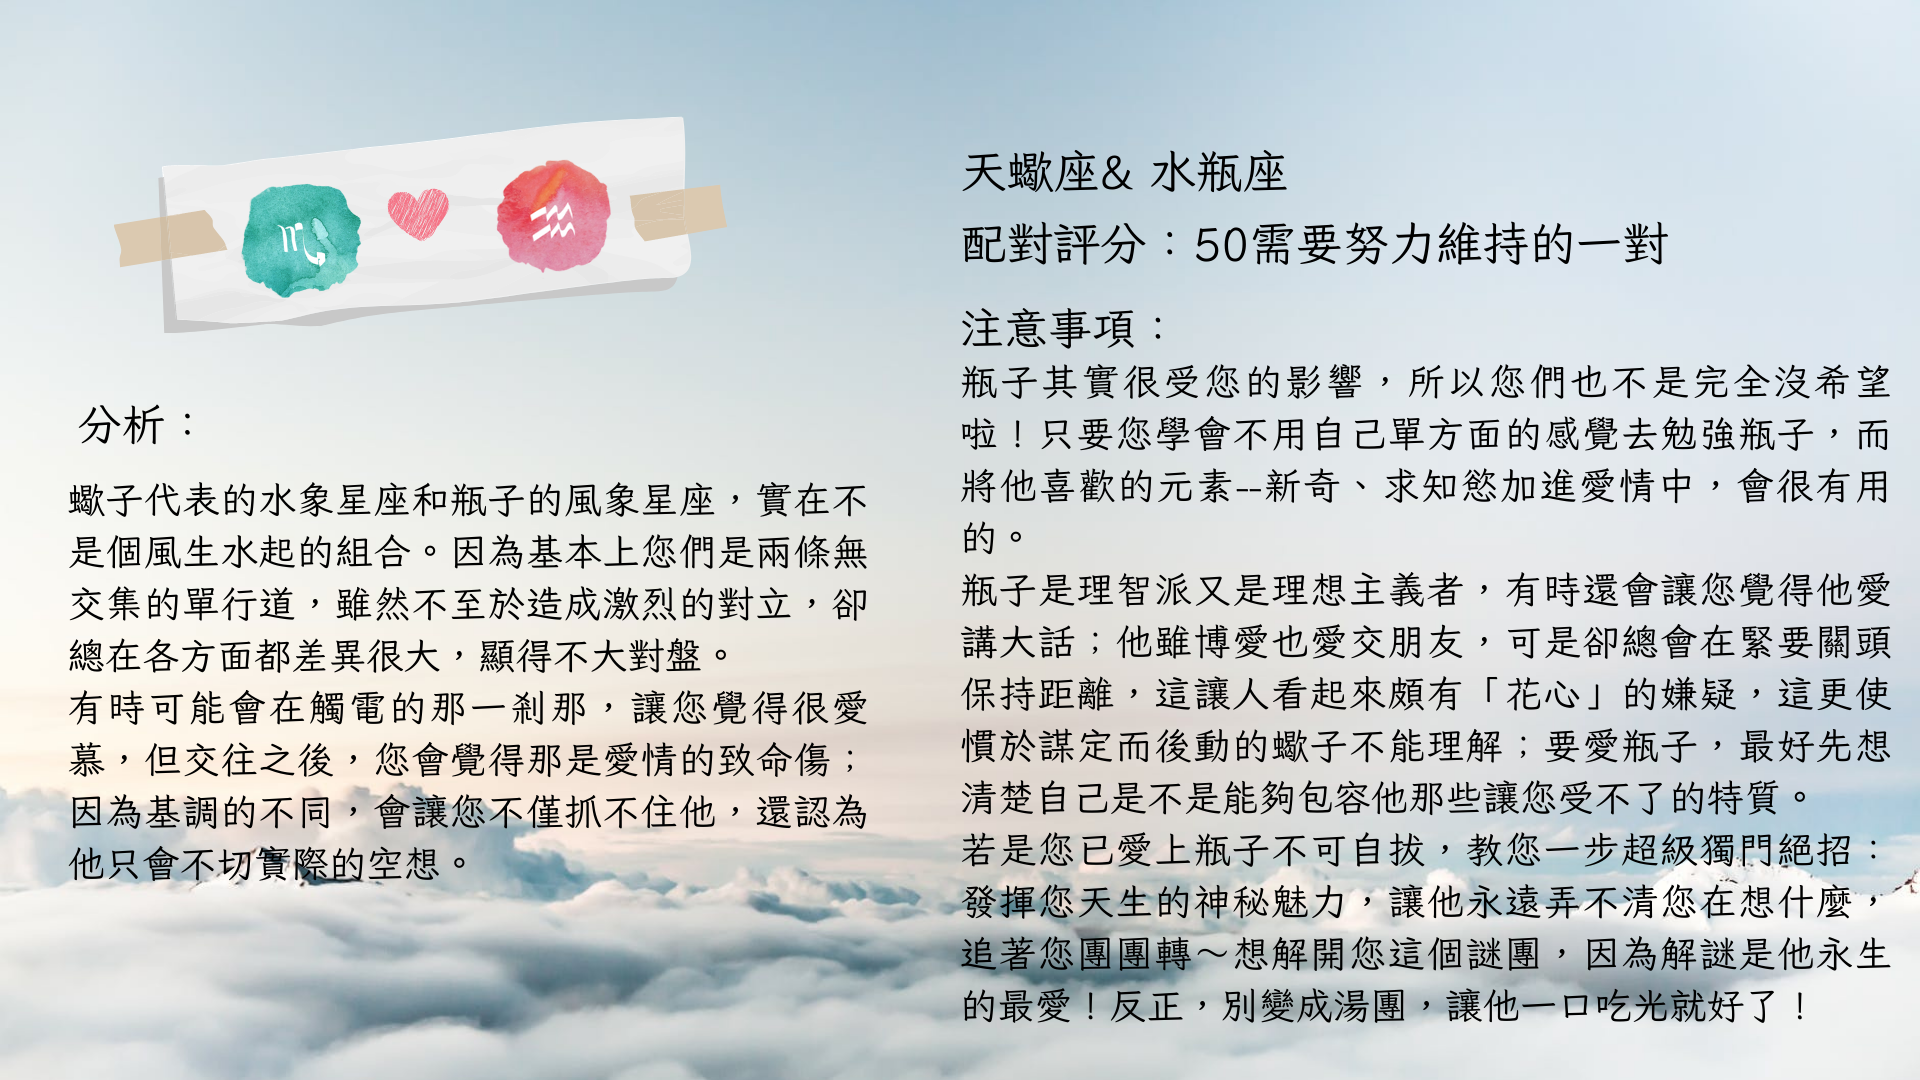 天蠍座& 水瓶座
配對評分：50需要努力維持的一對
分析：
蠍子代表的水象星座和瓶子的風象星座，實在不
是個風生水起的組合。因為基本上您們是兩條無
交集的單行道，雖然不至於造成激烈的對立，卻
總在各方面都差異很大，顯得不大對盤。
有時可能會在觸電的那一剎那，讓您覺得很愛
慕，但交往之後，您會覺得那是愛情的致命傷；
因為基調的不同，會讓您不僅抓不住他，還認為
他只會不切實際的空想。
注意事項：
瓶子其實很受您的影響，所以您們也不是完全沒希望
啦！只要您學會不用自己單方面的感覺去勉強瓶子，而
將他喜歡的元素--新奇、求知慾加進愛情中，會很有用
的。
瓶子是理智派又是理想主義者，有時還會讓您覺得他愛
講大話；他雖博愛也愛交朋友，可是卻總會在緊要關頭
保持距離，這讓人看起來頗有「花心」的嫌疑，這更使
慣於謀定而後動的蠍子不能理解；要愛瓶子，最好先想
清楚自己是不是能夠包容他那些讓您受不了的特質。
若是您已愛上瓶子不可自拔，教您一步超級獨門絕招：
發揮您天生的神秘魅力，讓他永遠弄不清您在想什麼，
追著您團團轉～想解開您這個謎團，因為解謎是他永生
的最愛！反正，別變成湯團，讓他一口吃光就好了！